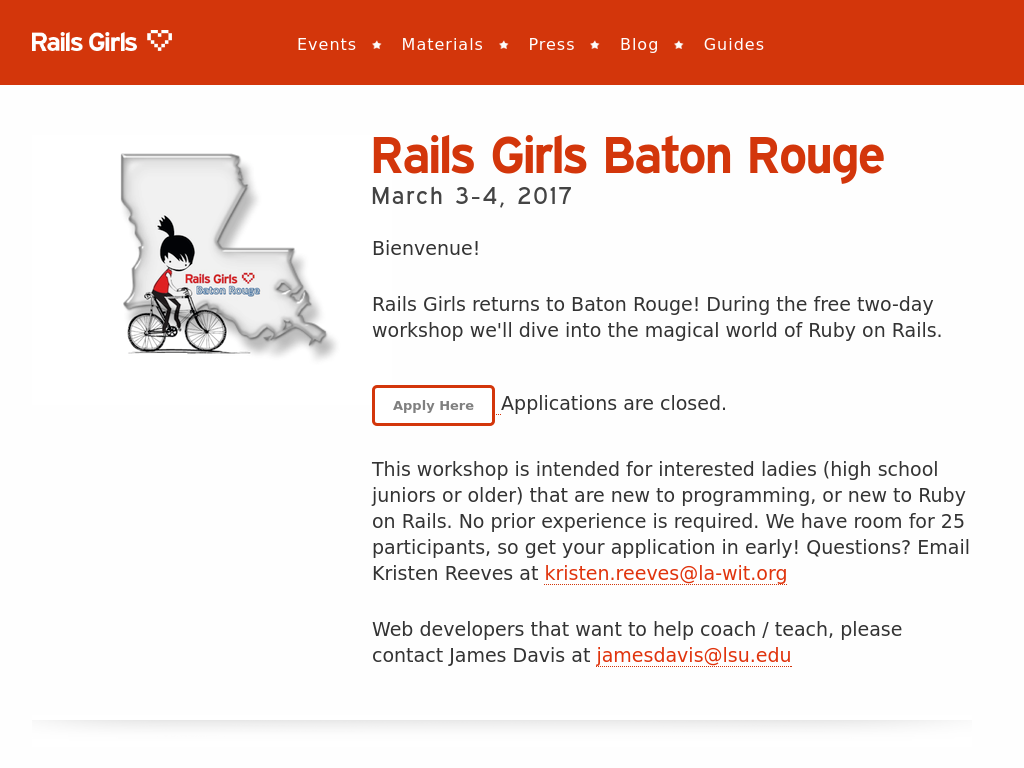 Rails Girls
Events
Materials
Press
Blog
Guides
Rails Girls
Baton Rouge
Rails Girls Baton Rouge
March 3-4, 2017
Bienvenue!
Rails Girls returns to Baton Rouge! During the free two-day
workshop we'll dive into the magical world of Ruby on Rails.
Apply Here Applications are closed.
This workshop is intended for interested ladies (high school
juniors or older) that are new to programming, or new to Ruby
on Rails. No prior experience is required. We have room for 25
participants, so get your application in early! Questions? Email
Kristen Reeves at kristen.reeves@la-wit.org
Web developers that want to help coach / teach, please
contact James Davis at jamesdavis@lsu.edu